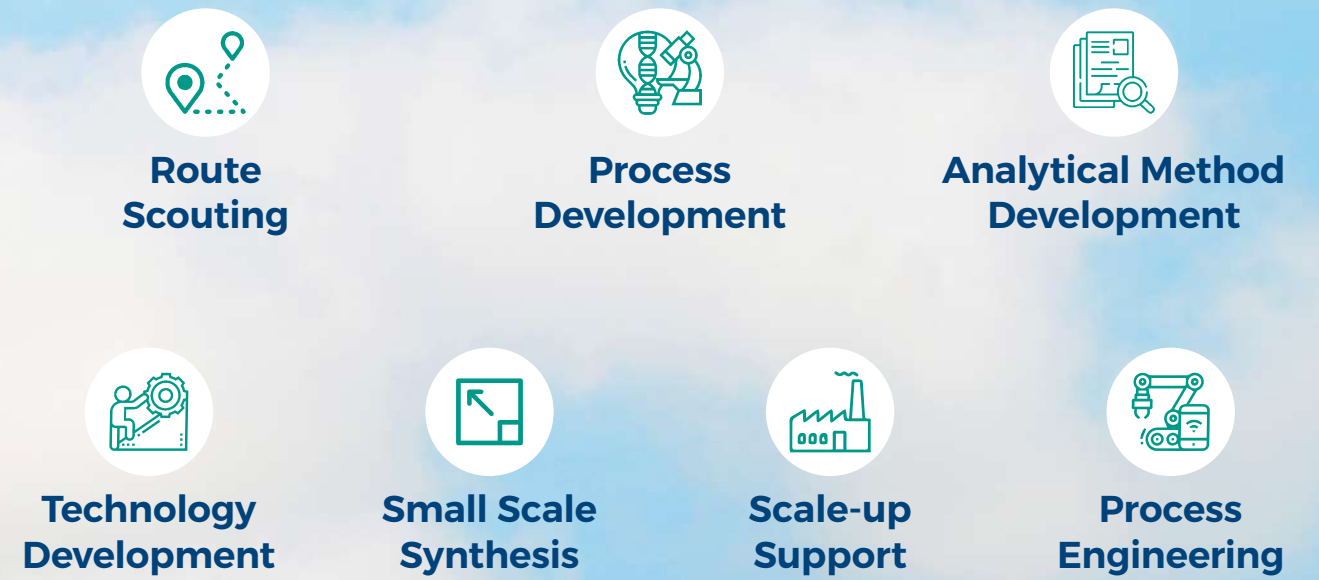 Route
Scouting
Process
Development
Analytical Method
Development
Technology
Development
Small Scale
Synthesis
Scale-up
Support
Process
Engineering